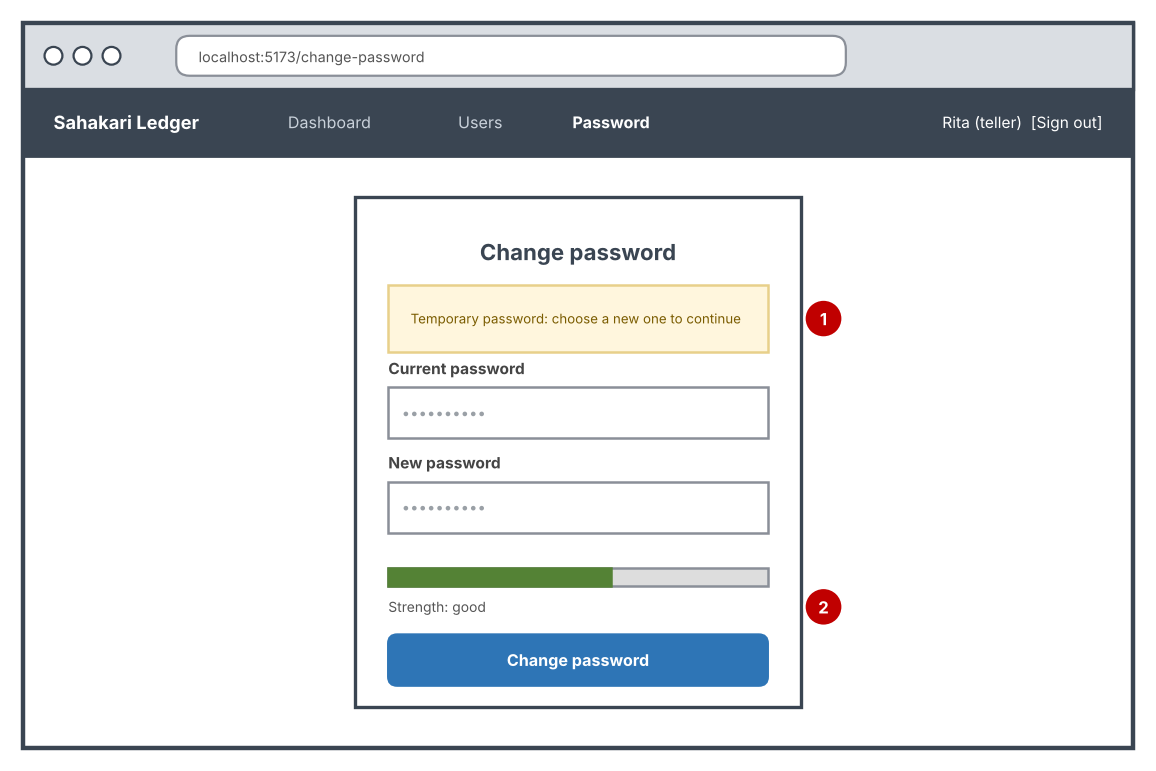 localhost:5173/change-password
Sahakari Ledger Dashboard Users Password Rita (teller) [Sign out]
Change password
Temporary password: choose a new one to continue
1
Current password
••••••••••
New password
••••••••••
Strength: good
2
Change password